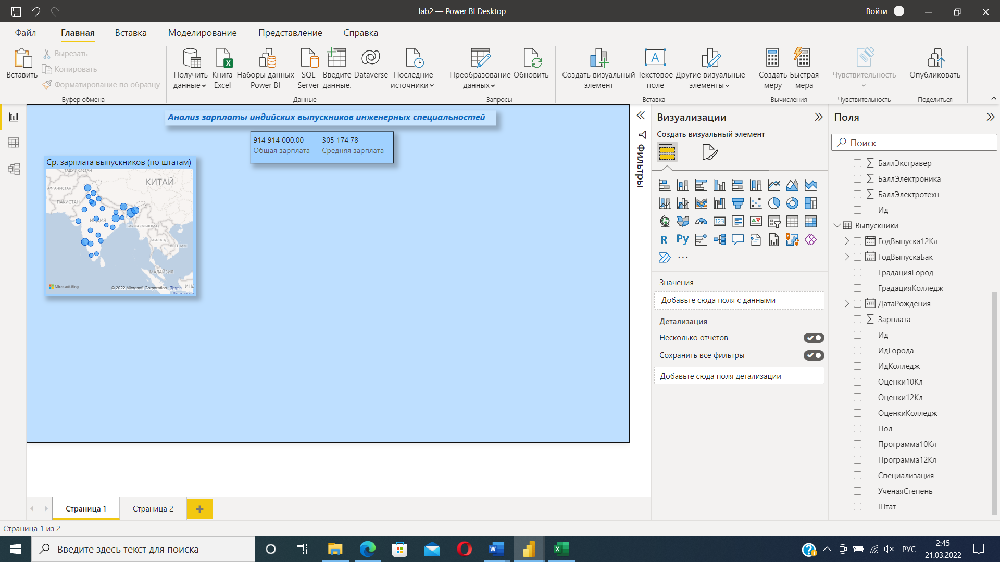 lab2 — Power BI Desktop
Войти
Файл
Главная
Вставка
Моделирование
Представление
Справка
Вставить
Вырезать
Копировать
Форматирование по образцу
Буфер обмена
Получить данные
Книга Excel
Наборы данных Power BI
SQL Server
Введите данные.
Dataverse
Последние источники
Данные
Преобразование данных
Обновить
Запросы
Создать визуальный элемент
Текстовое поле
Другие визуальные элементы
Вставка
Создать меру
Быстрая мера
Вычисления
Чувствительность
Чувствительность
Опубликовать
Поделиться
Анализ зарплаты индийских выпускников инженерных специальностей
914 914 000,00
305 174,78
Общая зарплата
Средняя зарплата
Ср. зарплата выпускников (по штатам)
ТАДЖИКИСТАН
КИТАЙ
АФГАНИСТАН
ПАКИСТАН
ИНДИЯ
БИРМА (МЬЯНМА)
ТАИЛАНД
ВЬЕТНАМ
МАЛАЙЗИЯ
Microsoft Bing
© 2022 Microsoft Corporation
Terms
Фильтры
Визуализации
Создать визуальный элемент
123
R
Py
Значения
Добавьте сюда поля с данными
Детализация
Несколько отчетов
Сохранить все фильтры
Добавьте сюда поля детализации
Поля
Поиск
БаллЭкстравер
БаллЭлектроника
БаллЭлектротехн
Ид
Выпускники
ГодВыпуска12Кл
ГодВыпускаБак
ГрадацияГород
ГрадацияКолледж
ДатаРождения
Зарплата
Ид
ИдГорода
ИдКолледж
Оценки10Кл
Оценки12Кл
ОценкиКолледж
Пол
Программа10Кл
Программа12Кл
Специализация
УченаяСтепень
Штат
Страница 1
Страница 2
Страница 1 из 2
Введите здесь текст для поиска
РУС
2:45
21.03.2022